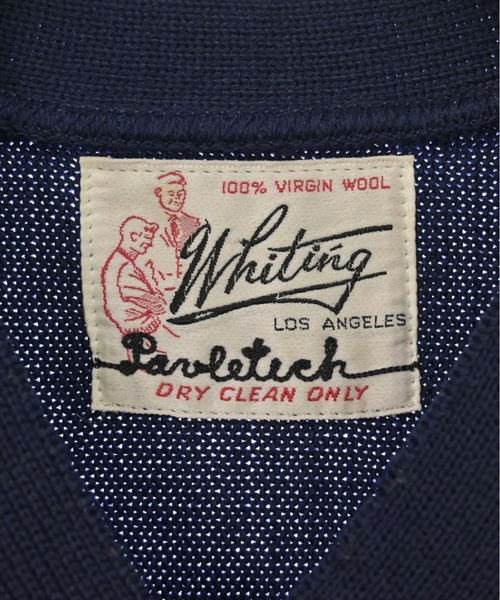 100% VIRGIN WOOL
Whiting
LOS ANGELES
Pavletich
DRY CLEAN ONLY